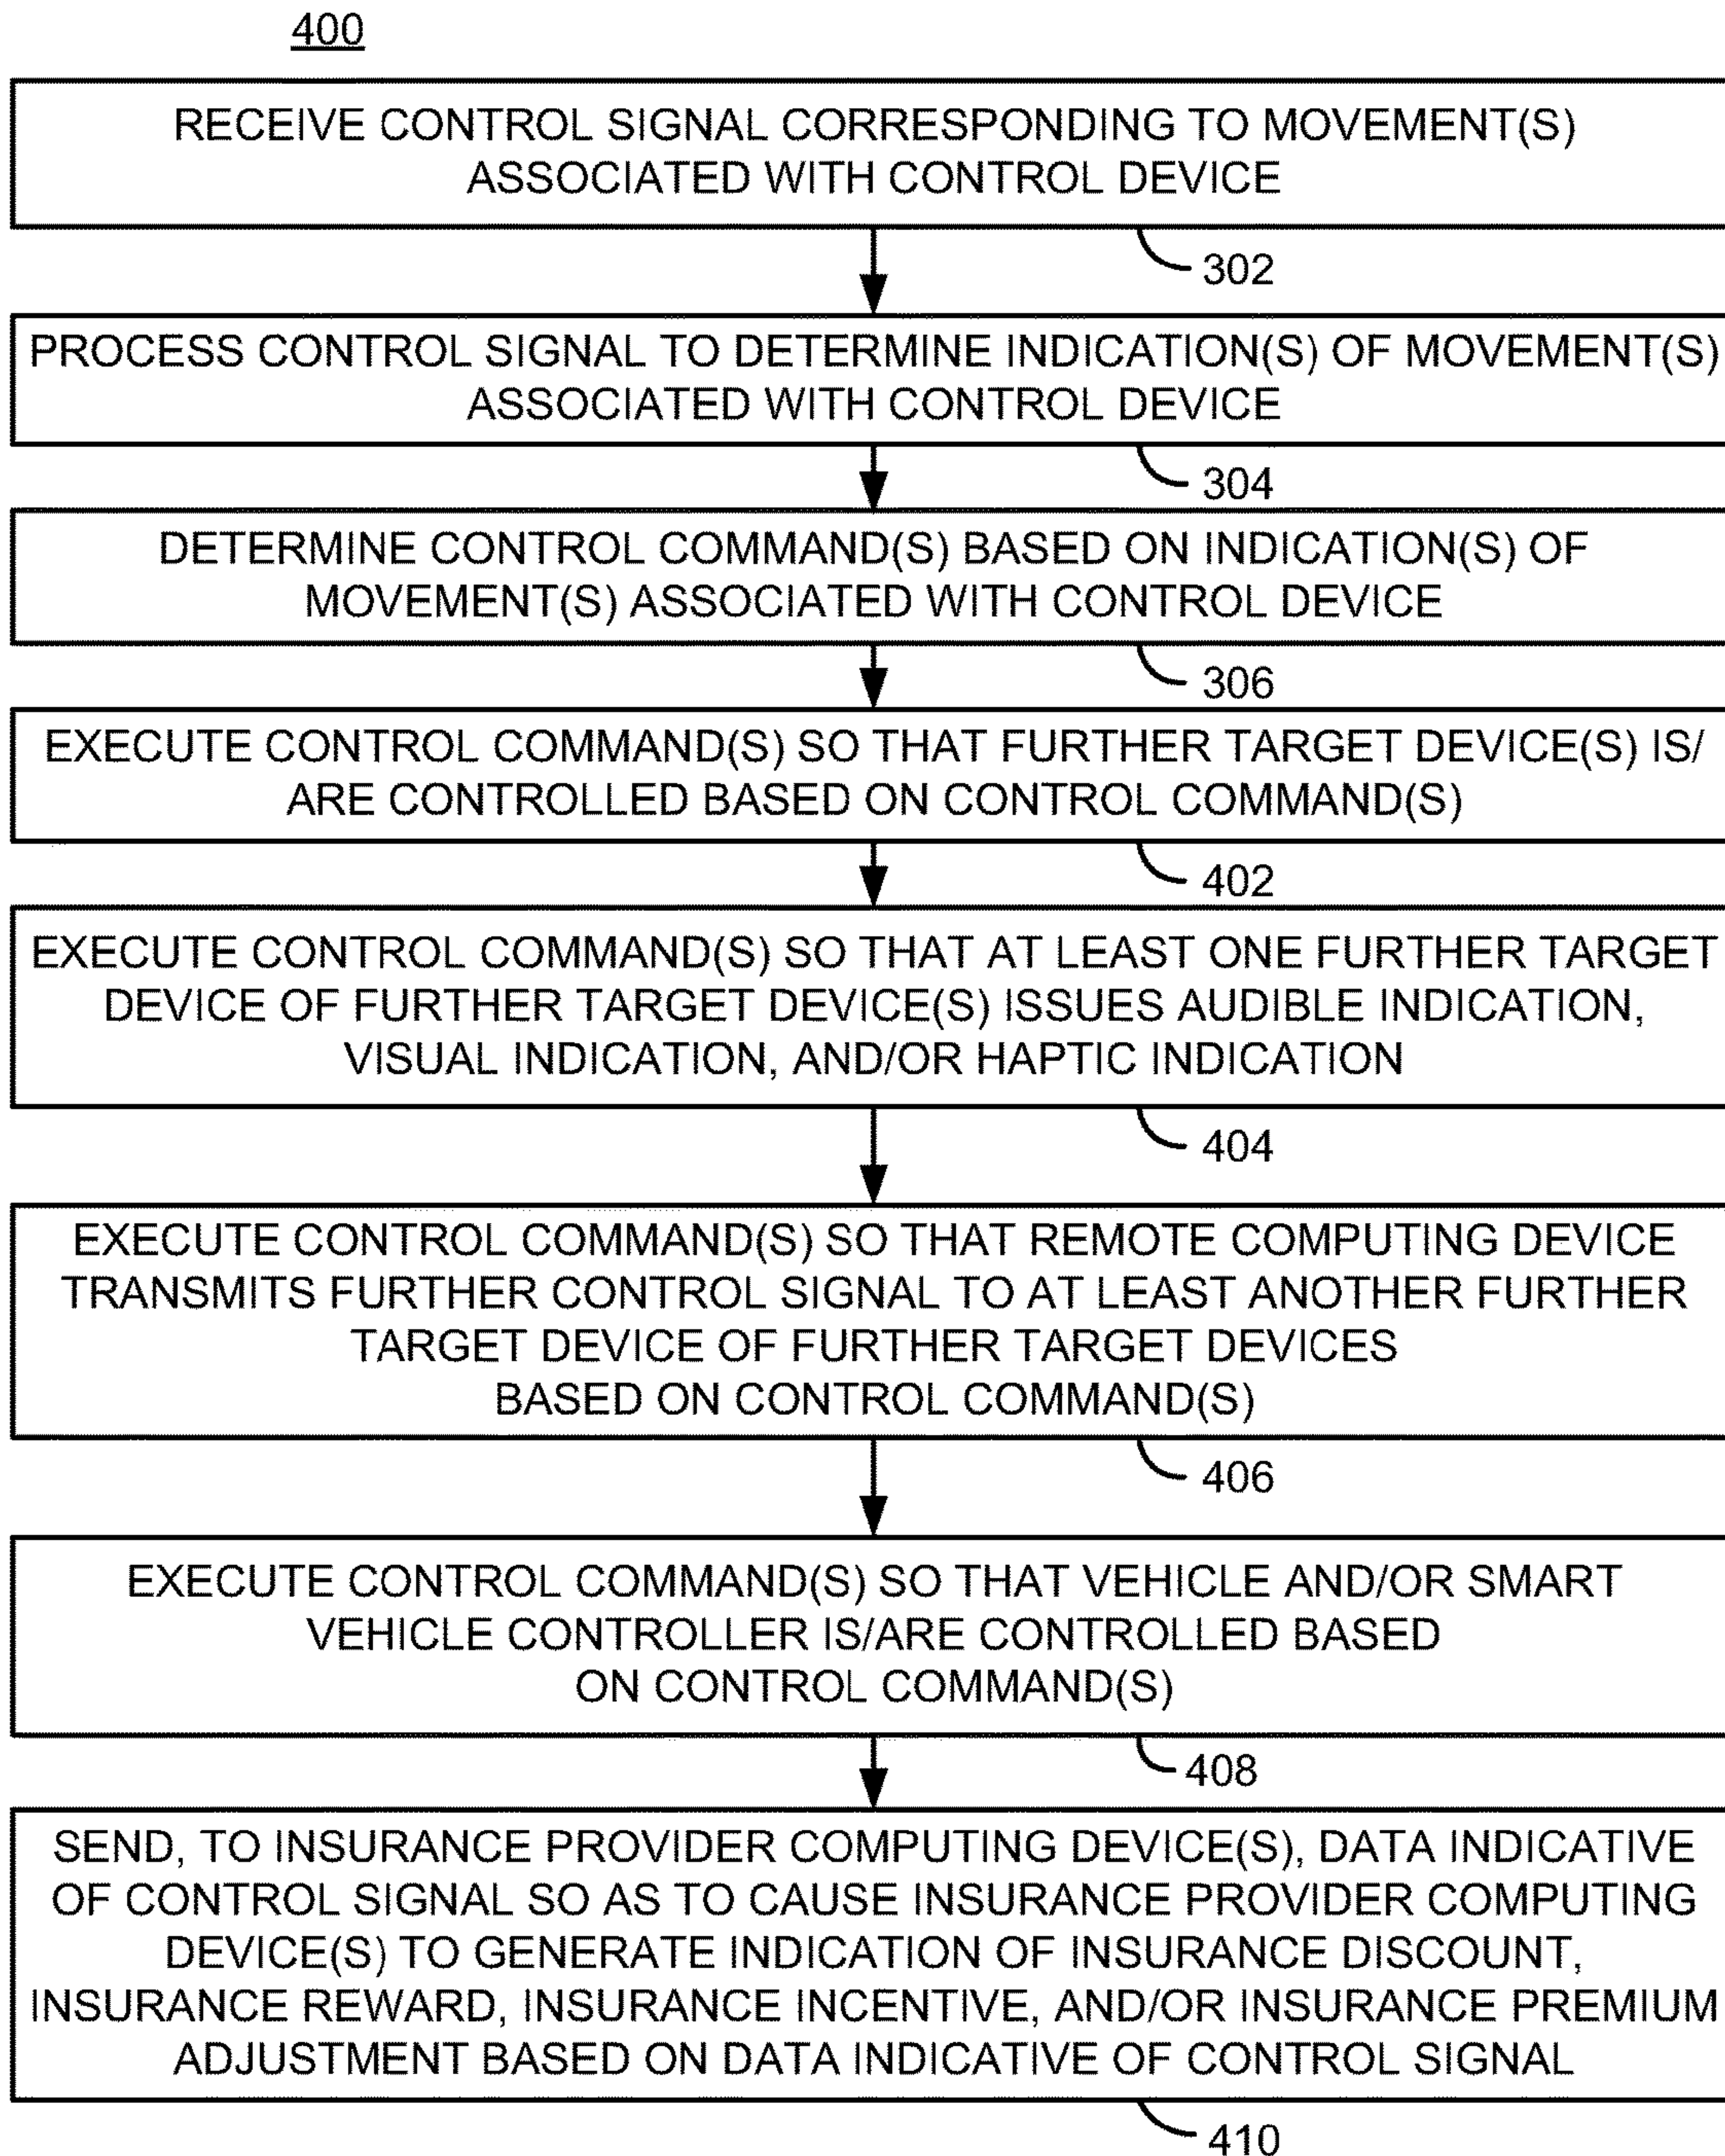 400
RECEIVE CONTROL SIGNAL CORRESPONDING TO MOVEMENT(S)
ASSOCIATED WITH CONTROL DEVICE
302
PROCESS CONTROL SIGNAL TO DETERMINE INDICATION(S) OF MOVEMENT(S)
ASSOCIATED WITH CONTROL DEVICE
304
DETERMINE CONTROL COMMAND(S) BASED ON INDICATION(S) OF
MOVEMENT(S) ASSOCIATED WITH CONTROL DEVICE
306
EXECUTE CONTROL COMMAND(S) SO THAT FURTHER TARGET DEVICE(S) IS/
ARE CONTROLLED BASED ON CONTROL COMMAND(S)
402
EXECUTE CONTROL COMMAND(S) SO THAT AT LEAST ONE FURTHER TARGET
DEVICE OF FURTHER TARGET DEVICE(S) ISSUES AUDIBLE INDICATION,
VISUAL INDICATION, AND/OR HAPTIC INDICATION
404
EXECUTE CONTROL COMMAND(S) SO THAT REMOTE COMPUTING DEVICE
TRANSMITS FURTHER CONTROL SIGNAL TO AT LEAST ANOTHER FURTHER
TARGET DEVICE OF FURTHER TARGET DEVICES
BASED ON CONTROL COMMAND(S)
406
EXECUTE CONTROL COMMAND(S) SO THAT VEHICLE AND/OR SMART
VEHICLE CONTROLLER IS/ARE CONTROLLED BASED
ON CONTROL COMMAND(S)
408
SEND, TO INSURANCE PROVIDER COMPUTING DEVICE(S), DATA INDICATIVE
OF CONTROL SIGNAL SO AS TO CAUSE INSURANCE PROVIDER COMPUTING
DEVICE(S) TO GENERATE INDICATION OF INSURANCE DISCOUNT,
INSURANCE REWARD, INSURANCE INCENTIVE, AND/OR INSURANCE PREMIUM
ADJUSTMENT BASED ON DATA INDICATIVE OF CONTROL SIGNAL
410